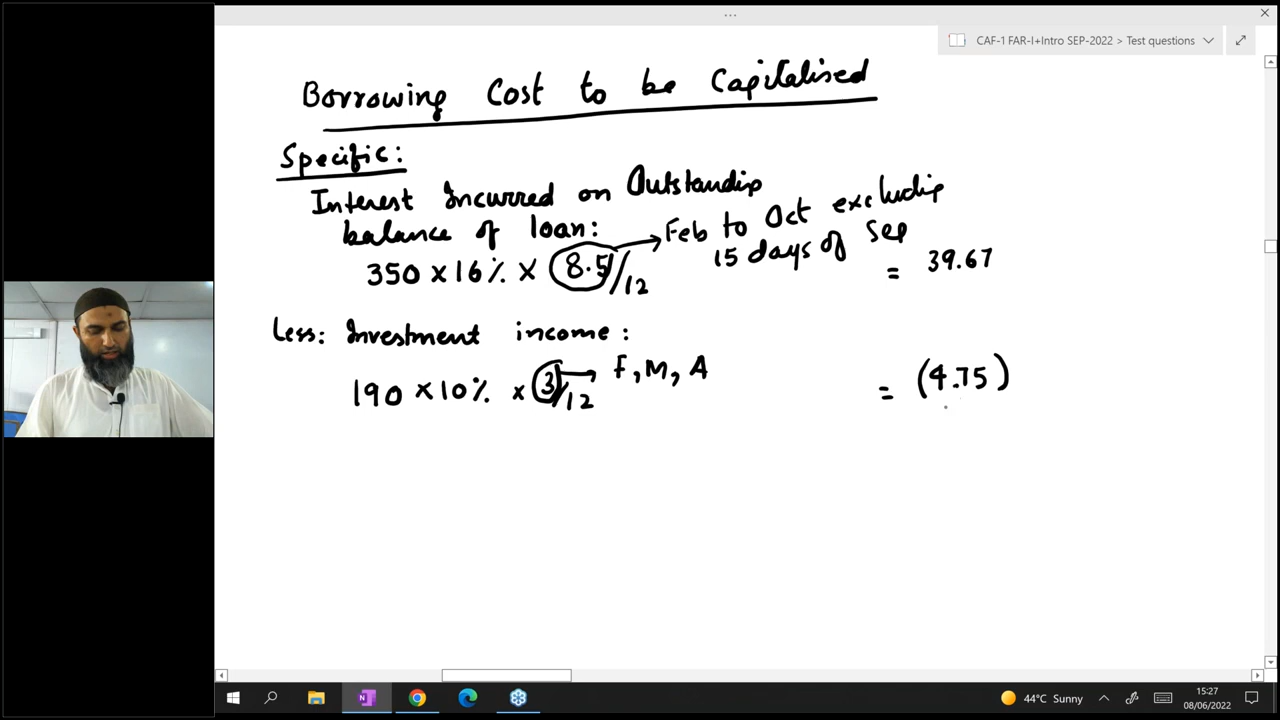 CAF-1 FAR-I+Intro SEP-2022 > Test questions
Borrowing Cost to be Capitalised
Specific:
Interest Incurred on Outstanding
balance of loan:
350 × 16% × 8.5/12 → Feb to Oct excluding
15 days of Sep
= 39.67
Less: Investment income:
190 × 10% × 3/12 → F, M, A
= (4.75)
44°C Sunny
15:27
08/06/2022